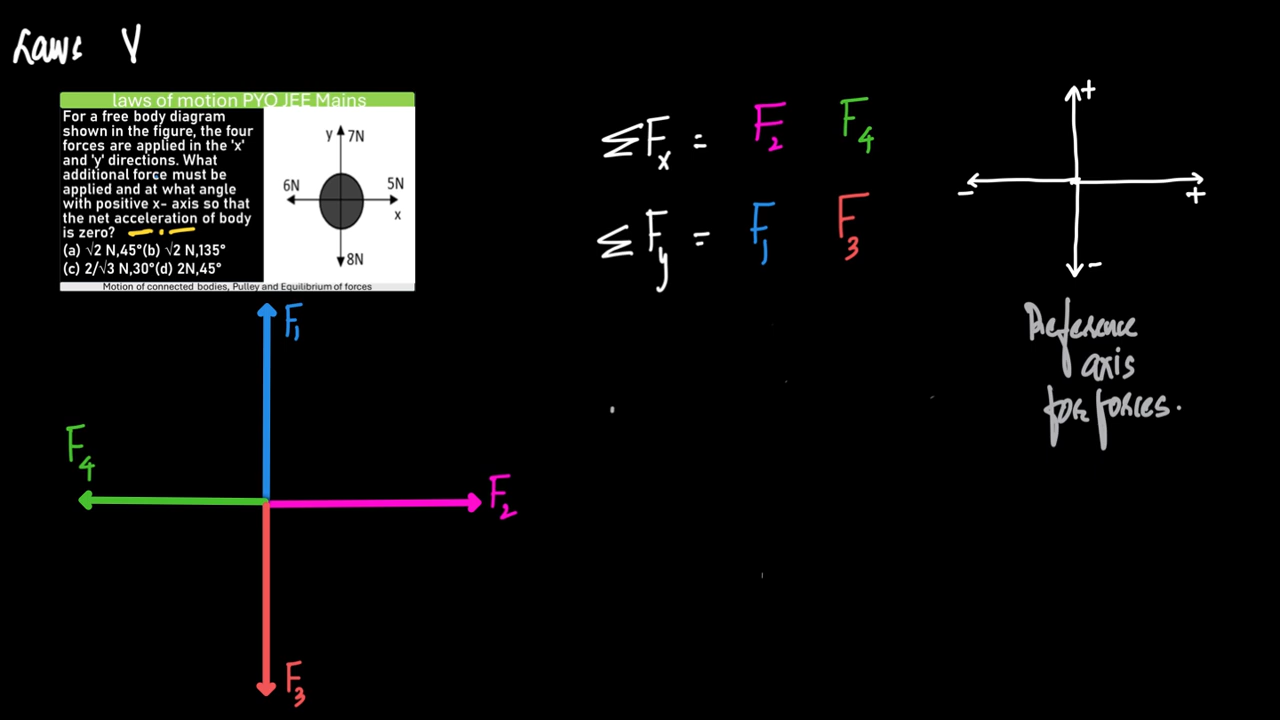 Laws Y
laws of motion PYQ JEE Mains
For a free body diagram
shown in the figure, the four
forces are applied in the 'x'
and 'y' directions. What
additional force must be
applied and at what angle
with positive x- axis so that
the net acceleration of body
is zero?
(a) √2 N,45°(b) √2 N,135°
(c) 2/√3 N,30°(d) 2N,45°
y 7N
6N 5N
x
8N
Motion of connected bodies, Pulley and Equilibrium of forces
ΣFx = F2 F4
ΣFy = F1 F3
+
- +
-
Reference
axis
for forces.
F1
F4
F2
F3